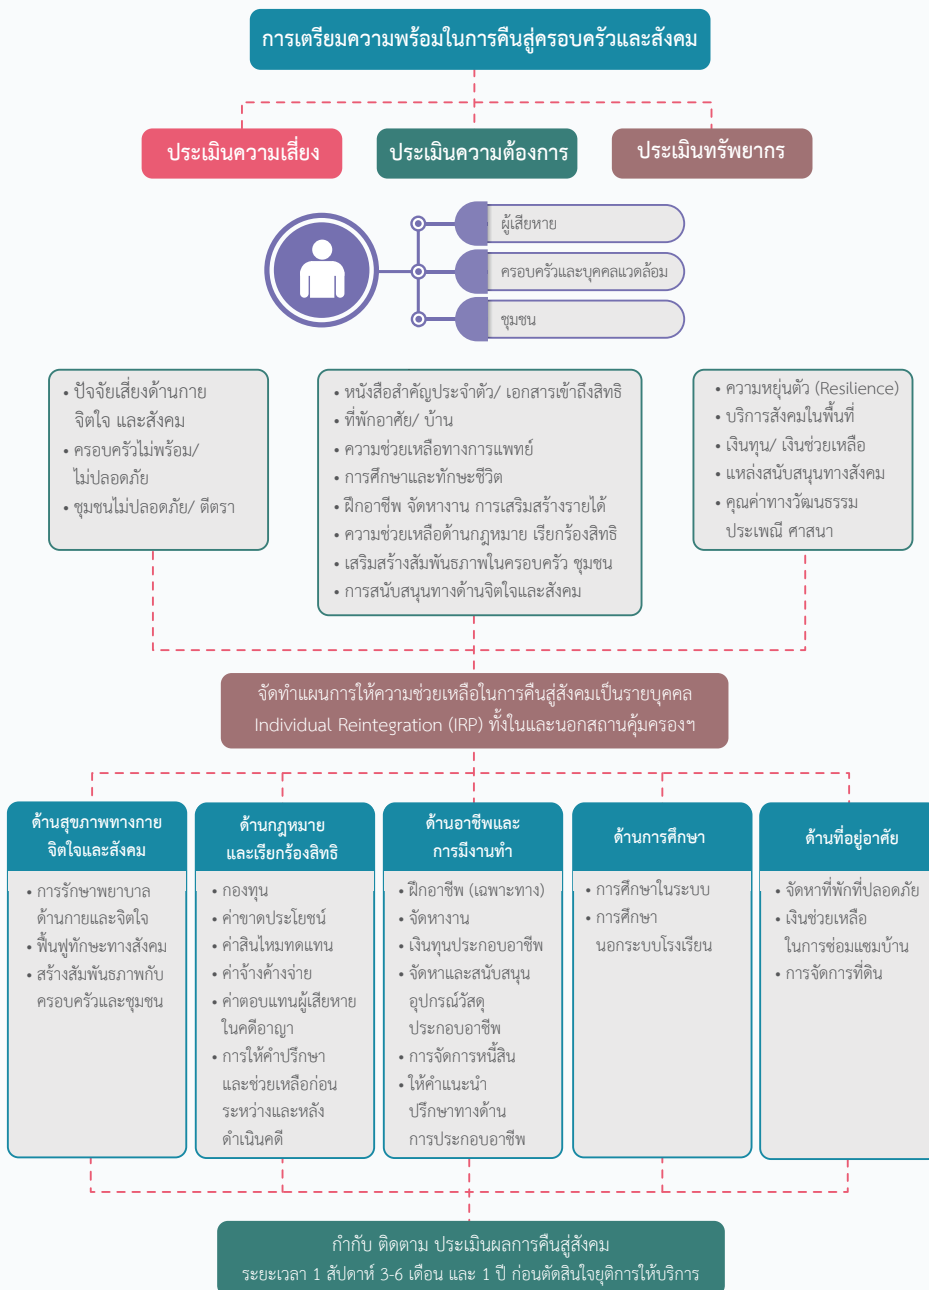 การเตรียมความพร้อมในการคืนสู่ครอบครัวและสังคม
ประเมินความเสี่ยง
ประเมินความต้องการ
ประเมินทรัพยากร
ผู้เสียหาย
ครอบครัวและบุคคลแวดล้อม
ชุมชน
• ปัจจัยเสี่ยงด้านกาย
จิตใจ และสังคม
• ครอบครัวไม่พร้อม/
ไม่ปลอดภัย
• ชุมชนไม่ปลอดภัย/ ตีตรา
• หนังสือสำคัญประจำตัว/ เอกสารเข้าถึงสิทธิ
• ที่พักอาศัย/ บ้าน
• ความช่วยเหลือทางการแพทย์
• การศึกษาและทักษะชีวิต
• ฝึกอาชีพ จัดหางาน การเสริมสร้างรายได้
• ความช่วยเหลือด้านกฎหมาย เรียกร้องสิทธิ
• เสริมสร้างสัมพันธภาพในครอบครัว ชุมชน
• การสนับสนุนทางด้านจิตใจและสังคม
• ความหยุ่นตัว (Resilience)
• บริการสังคมในพื้นที่
• เงินทุน/ เงินช่วยเหลือ
• แหล่งสนับสนุนทางสังคม
• คุณค่าทางวัฒนธรรม
ประเพณี ศาสนา
จัดทำแผนการให้ความช่วยเหลือในการคืนสู่สังคมเป็นรายบุคคล
Individual Reintegration (IRP) ทั้งในและนอกสถานคุ้มครองฯ
ด้านสุขภาพทางกาย
จิตใจและสังคม
• การรักษาพยาบาล
ด้านกายและจิตใจ
• ฟื้นฟูทักษะทางสังคม
• สร้างสัมพันธภาพกับ
ครอบครัวและชุมชน
ด้านกฎหมาย
และเรียกร้องสิทธิ
• กองทุน
• ค่าขาดประโยชน์
• ค่าสินไหมทดแทน
• ค่าจ้างค้างจ่าย
• ค่าตอบแทนผู้เสียหาย
ในคดีอาญา
• การให้คำปรึกษา
และช่วยเหลือก่อน
ระหว่างและหลัง
ดำเนินคดี
ด้านอาชีพและ
การมีงานทำ
• ฝึกอาชีพ (เฉพาะทาง)
• จัดหางาน
• เงินทุนประกอบอาชีพ
• จัดหาและสนับสนุน
อุปกรณ์วัสดุ
ประกอบอาชีพ
• การจัดการหนี้สิน
• ให้คำแนะนำ
ปรึกษาทางด้าน
การประกอบอาชีพ
ด้านการศึกษา
• การศึกษาในระบบ
• การศึกษา
นอกระบบโรงเรียน
ด้านที่อยู่อาศัย
• จัดหาที่พักที่ปลอดภัย
• เงินช่วยเหลือ
ในการซ่อมแซมบ้าน
• การจัดการที่ดิน
กำกับ ติดตาม ประเมินผลการคืนสู่สังคม
ระยะเวลา 1 สัปดาห์ 3-6 เดือน และ 1 ปี ก่อนตัดสินใจยุติการให้บริการ